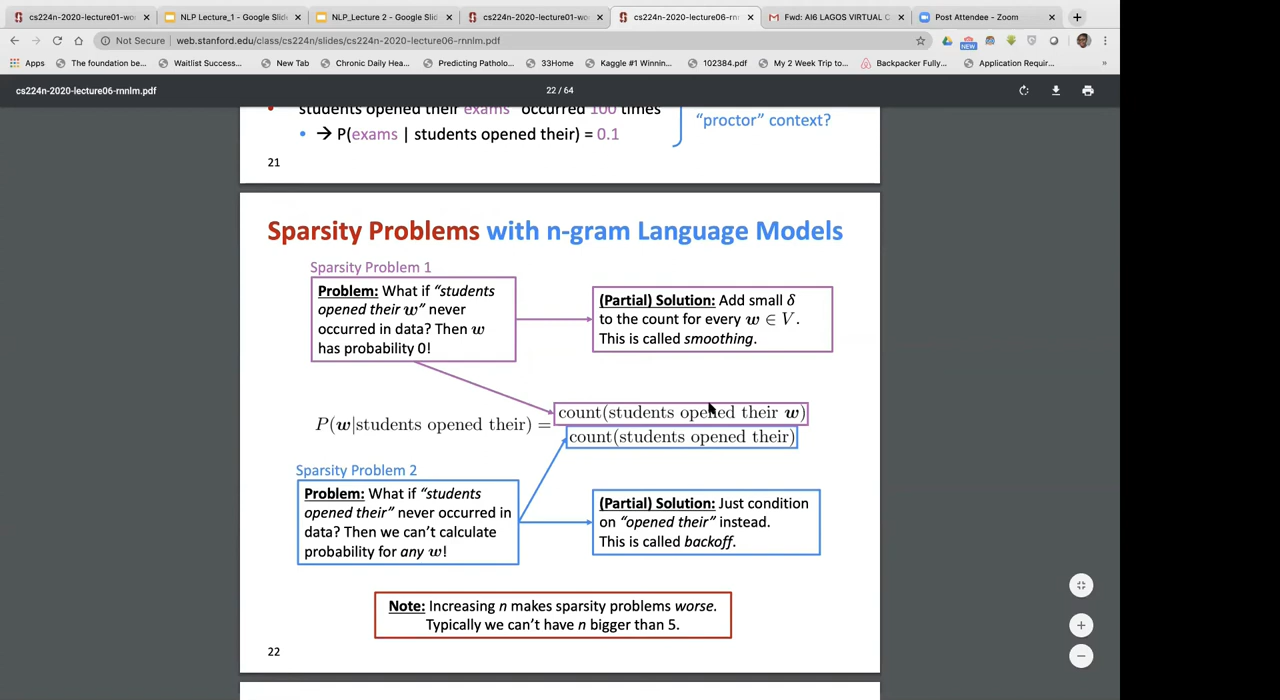 cs224n-2020-lecture01-wo
NLP Lecture_1 - Google Slid
NLP_Lecture 2 - Google Slid
cs224n-2020-lecture01-wo
cs224n-2020-lecture06-rn
Fwd: AI6 LAGOS VIRTUAL C
Post Attendee - Zoom
Not Secure | web.stanford.edu/class/cs224n/slides/cs224n-2020-lecture06-rnnlm.pdf
NEW
Apps
The foundation be...
Waitlist Success...
New Tab
Chronic Daily Hea...
Predicting Patholo...
33Home
Kaggle #1 Winnin...
102384.pdf
My 2 Week Trip to...
Backpacker Fully...
Application Requir...
»
cs224n-2020-lecture06-rnnlm.pdf
22 / 64
students opened their exams" occurred 100 times
• → P(exams | students opened their) = 0.1
"proctor" context?
21
Sparsity Problems with n-gram Language Models
Sparsity Problem 1
Problem: What if "students
opened their w" never
occurred in data? Then w
has probability 0!
(Partial) Solution: Add small δ
to the count for every w ∈ V.
This is called smoothing.
P(w|students opened their) =
count(students opened their w)
count(students opened their)
Sparsity Problem 2
Problem: What if "students
opened their" never occurred in
data? Then we can't calculate
probability for any w!
(Partial) Solution: Just condition
on "opened their" instead.
This is called backoff.
Note: Increasing n makes sparsity problems worse.
Typically we can't have n bigger than 5.
22